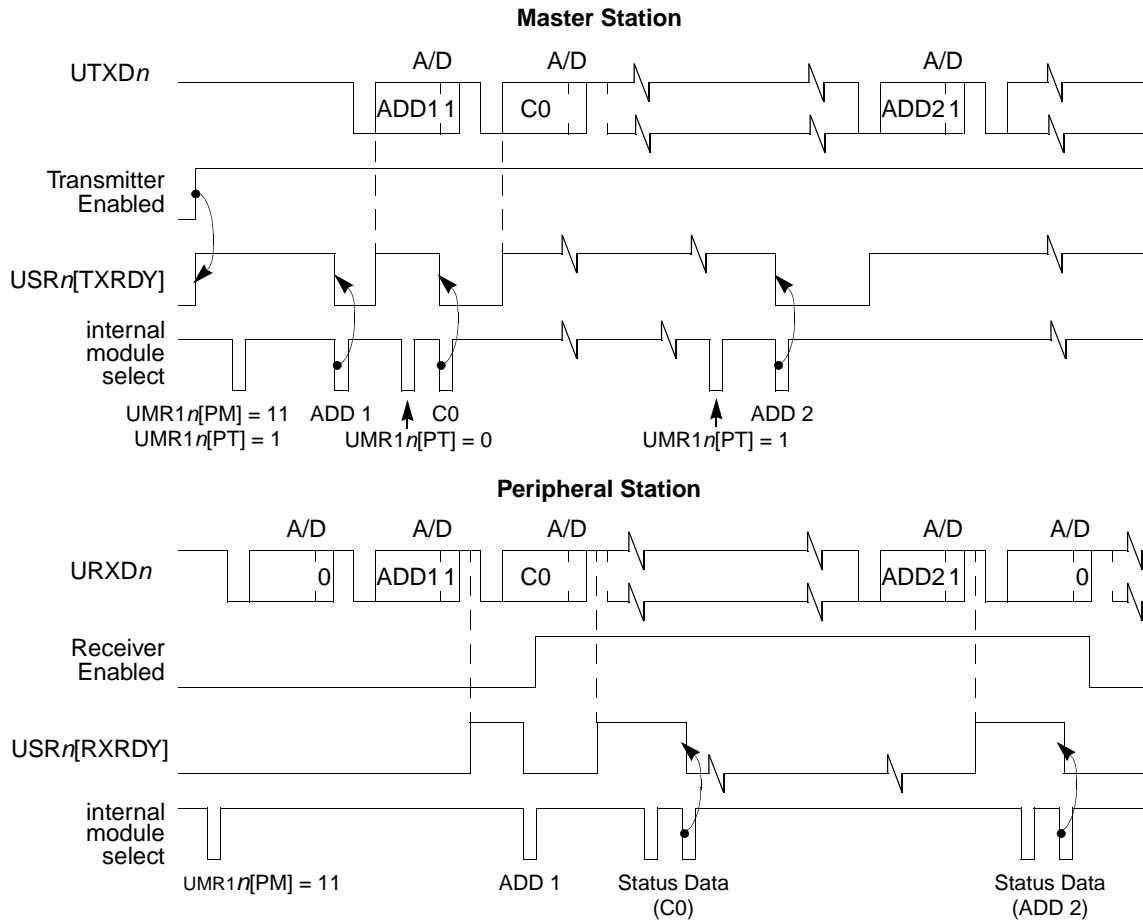 Master Station
A/D A/D A/D
UTXDn
ADD1 1 C0 ADD2 1
Transmitter
Enabled
USRn[TXRDY]
internal
module
select
UMR1n[PM] = 11 ADD 1 C0 ADD 2
UMR1n[PT] = 1 UMR1n[PT] = 0 UMR1n[PT] = 1
Peripheral Station
A/D A/D A/D A/D A/D
URXDn
0 ADD1 1 C0 ADD2 1 0
Receiver
Enabled
USRn[RXRDY]
internal
module
select
UMR1n[PM] = 11 ADD 1 Status Data Status Data
(C0) (ADD 2)